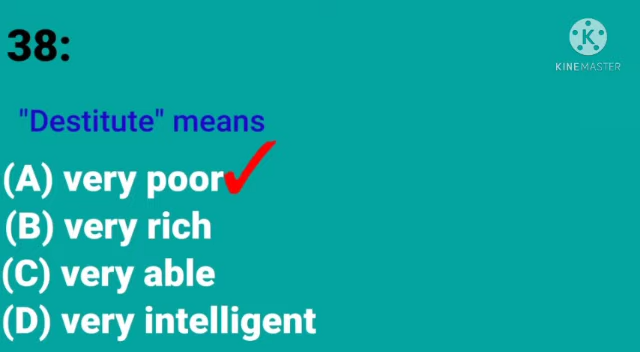 38:
K
KINEMASTER
"Destitute" means
(A) very poor
(B) very rich
(C) very able
(D) very intelligent